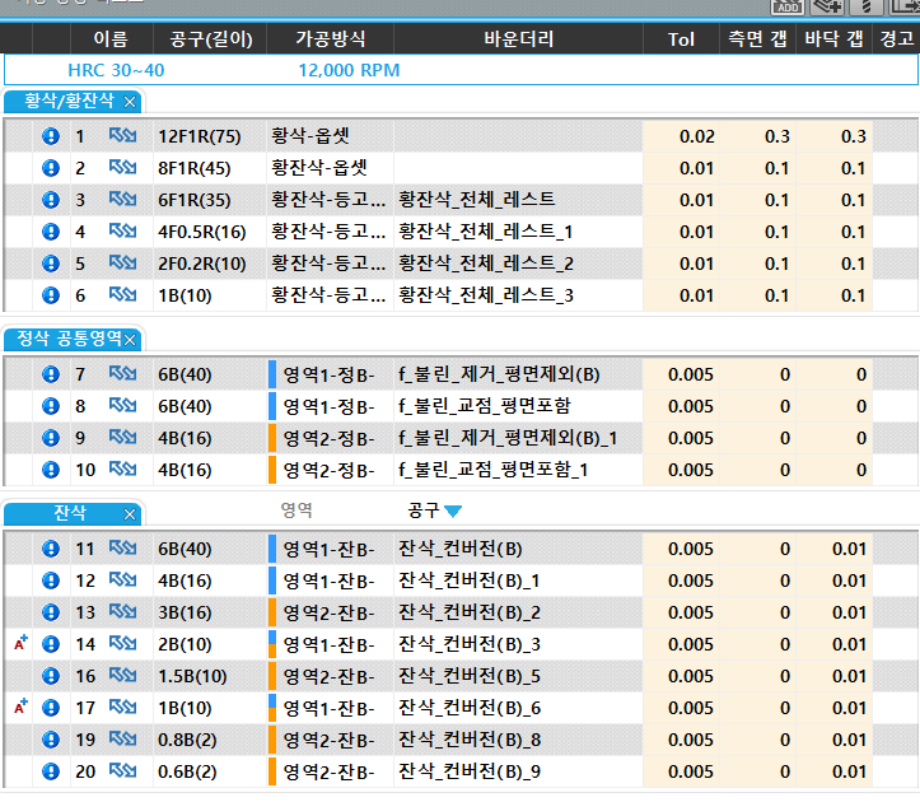 ADD
이름 공구(길이) 가공방식 바운더리 Tol 측면 갭 바닥 갭 경고
HRC 30~40 12,000 RPM
황삭/황잔삭 ×
1 12F1R(75) 황삭-옵셋 0.02 0.3 0.3
2 8F1R(45) 황잔삭-옵셋 0.01 0.1 0.1
3 6F1R(35) 황잔삭-등고... 황잔삭_전체_레스트 0.01 0.1 0.1
4 4F0.5R(16) 황잔삭-등고... 황잔삭_전체_레스트_1 0.01 0.1 0.1
5 2F0.2R(10) 황잔삭-등고... 황잔삭_전체_레스트_2 0.01 0.1 0.1
6 1B(10) 황잔삭-등고... 황잔삭_전체_레스트_3 0.01 0.1 0.1
정삭 공통영역 ×
7 6B(40) 영역1-정B- f_불린_제거_평면제외(B) 0.005 0 0
8 6B(40) 영역1-정B- f_불린_교점_평면포함 0.005 0 0
9 4B(16) 영역2-정B- f_불린_제거_평면제외(B)_1 0.005 0 0
10 4B(16) 영역2-정B- f_불린_교점_평면포함_1 0.005 0 0
잔삭 × 영역 공구
11 6B(40) 영역1-잔B- 잔삭_컨버전(B) 0.005 0 0.01
12 4B(16) 영역1-잔B- 잔삭_컨버전(B)_1 0.005 0 0.01
13 3B(16) 영역2-잔B- 잔삭_컨버전(B)_2 0.005 0 0.01
A+ 14 2B(10) 영역1-잔B- 잔삭_컨버전(B)_3 0.005 0 0.01
16 1.5B(10) 영역2-잔B- 잔삭_컨버전(B)_5 0.005 0 0.01
A+ 17 1B(10) 영역1-잔B- 잔삭_컨버전(B)_6 0.005 0 0.01
19 0.8B(2) 영역2-잔B- 잔삭_컨버전(B)_8 0.005 0 0.01
20 0.6B(2) 영역2-잔B- 잔삭_컨버전(B)_9 0.005 0 0.01